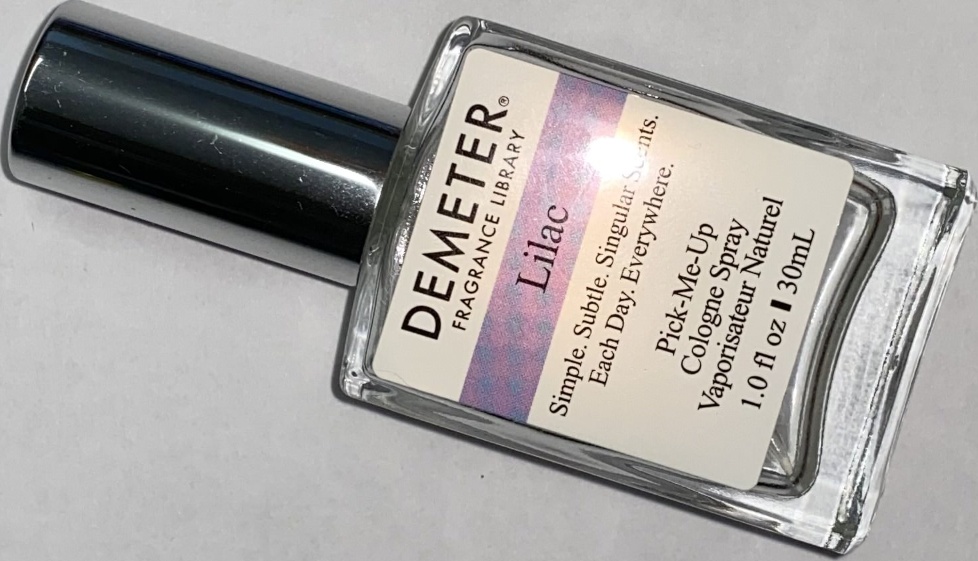 DEMETER®
FRAGRANCE LIBRARY
Lilac
Simple. Subtle. Singular Scents.
Each Day. Everywhere.
Pick-Me-Up
Cologne Spray
Vaporisateur Naturel
1.0 fl oz I 30mL